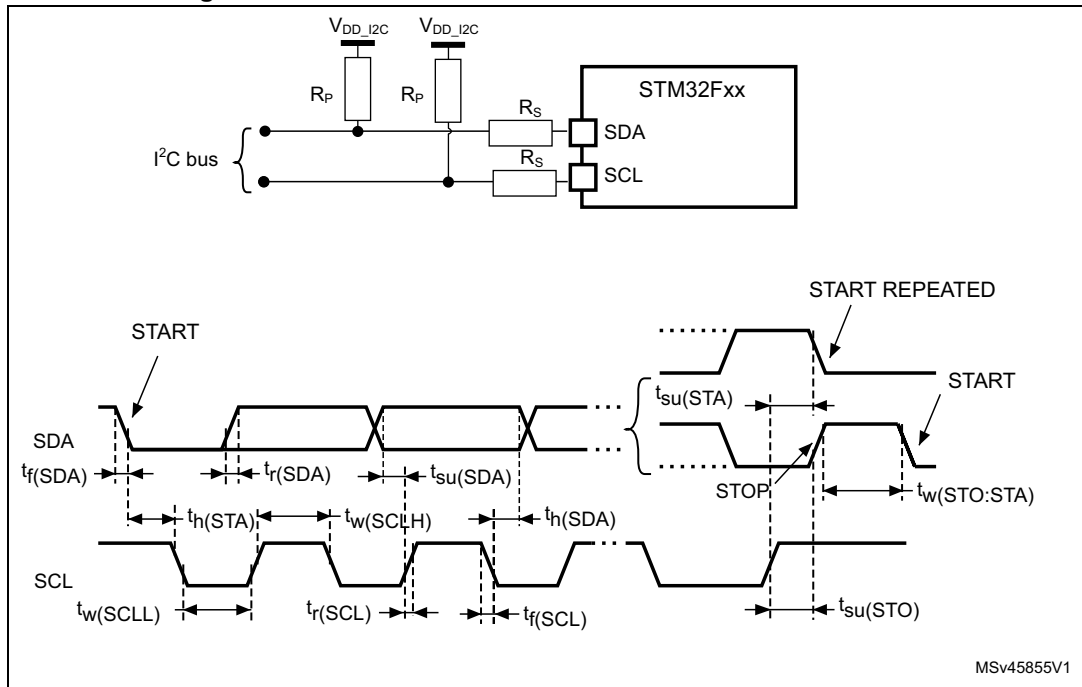 VDD_I2C VDD_I2C
STM32Fxx
RP RP
RS
SDA
I²C bus
RS
SCL
START REPEATED
START
START
tsu(STA)
SDA
tf(SDA) tr(SDA) tsu(SDA)
STOP
tw(STO:STA)
th(STA) tw(SCLH) th(SDA)
SCL
tw(SCLL) tr(SCL) tf(SCL) tsu(STO)
MSv45855V1